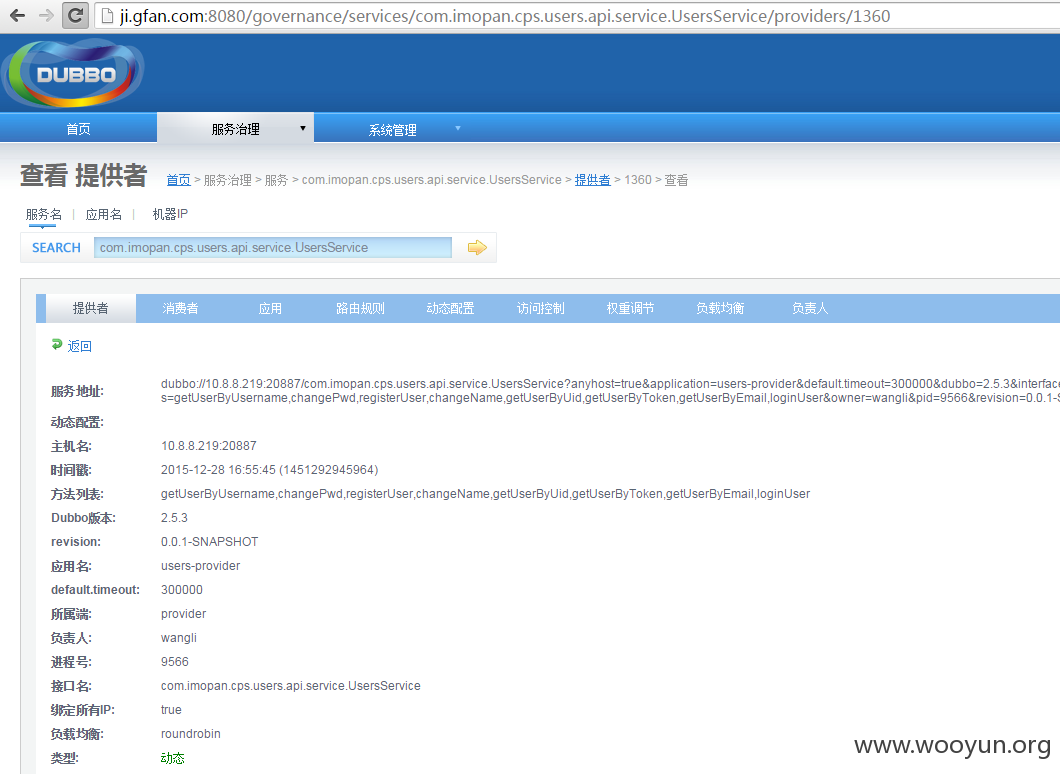 ji.gfan.com:8080/governance/services/com.imopan.cps.users.api.service.UsersService/providers/1360
DUBBO
首页 服务治理 系统管理
查看 提供者 首页 > 服务治理 > 服务 > com.imopan.cps.users.api.service.UsersService > 提供者 > 1360 > 查看
服务名 | 应用名 | 机器IP
SEARCH com.imopan.cps.users.api.service.UsersService
提供者 消费者 应用 路由规则 动态配置 访问控制 权重调节 负载均衡 负责人
返回
服务地址: dubbo://10.8.8.219:20887/com.imopan.cps.users.api.service.UsersService?anyhost=true&application=users-provider&default.timeout=300000&dubbo=2.5.3&interface
s=getUserByUsername,changePwd,registerUser,changeName,getUserByUid,getUserByToken,getUserByEmail,loginUser&owner=wangli&pid=9566&revision=0.0.1-S
动态配置:
主机名: 10.8.8.219:20887
时间戳: 2015-12-28 16:55:45 (1451292945964)
方法列表: getUserByUsername,changePwd,registerUser,changeName,getUserByUid,getUserByToken,getUserByEmail,loginUser
Dubbo版本: 2.5.3
revision: 0.0.1-SNAPSHOT
应用名: users-provider
default.timeout: 300000
所属端: provider
负责人: wangli
进程号: 9566
接口名: com.imopan.cps.users.api.service.UsersService
绑定所有IP: true
负载均衡: roundrobin
类型: 动态
www.wooyun.org